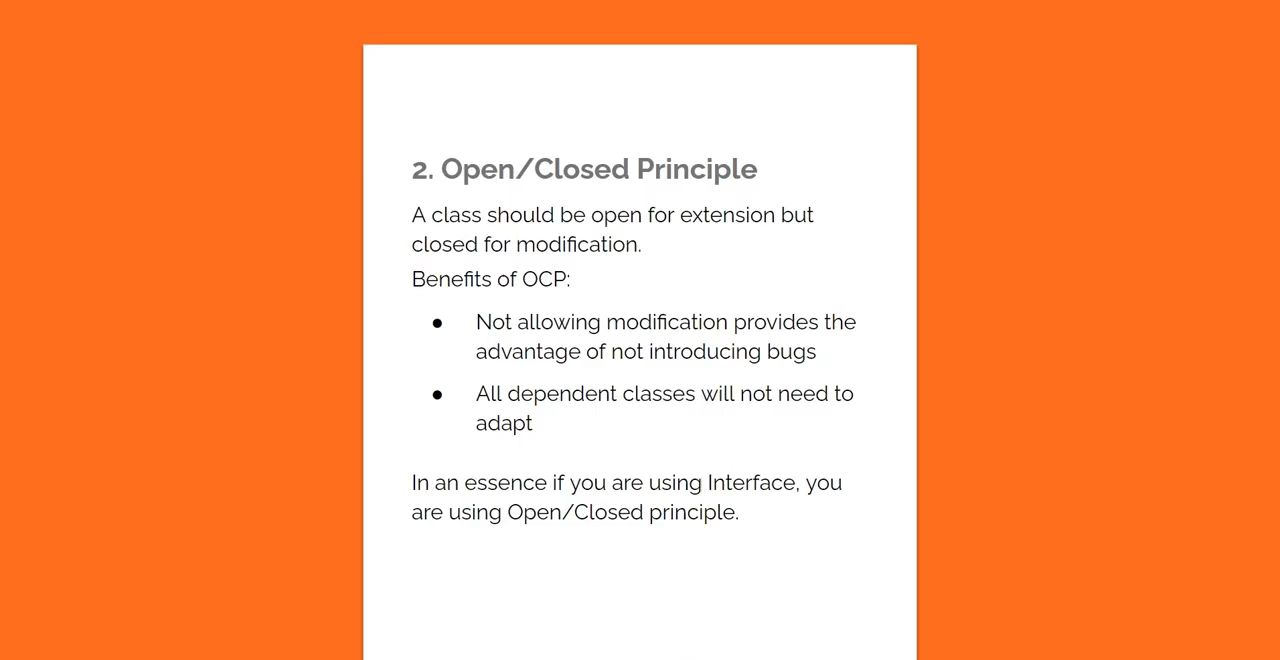 2. Open/Closed Principle
A class should be open for extension but
closed for modification.
Benefits of OCP:
● Not allowing modification provides the
advantage of not introducing bugs
● All dependent classes will not need to
adapt
In an essence if you are using Interface, you
are using Open/Closed principle.